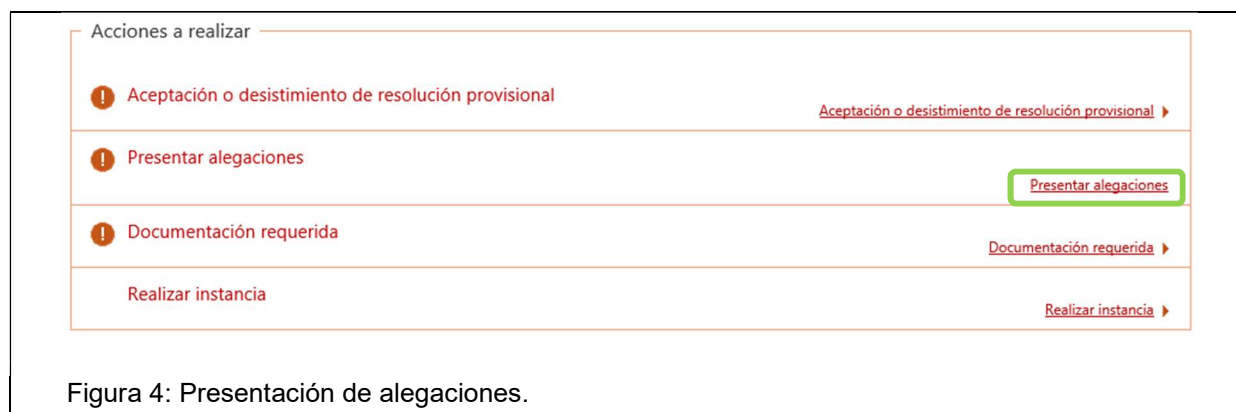 Acciones a realizar
Aceptación o desistimiento de resolución provisional
Aceptación o desistimiento de resolución provisional
Presentar alegaciones
Presentar alegaciones
Documentación requerida
Documentación requerida
Realizar instancia
Realizar instancia
Figura 4: Presentación de alegaciones.